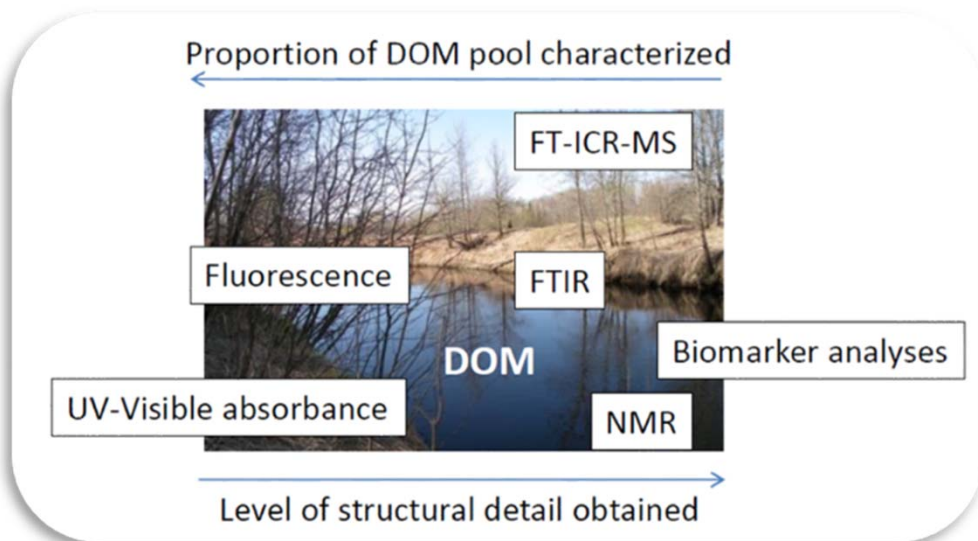 Proportion of DOM pool characterized
FT-ICR-MS
Fluorescence
FTIR
DOM
Biomarker analyses
UV-Visible absorbance
NMR
Level of structural detail obtained